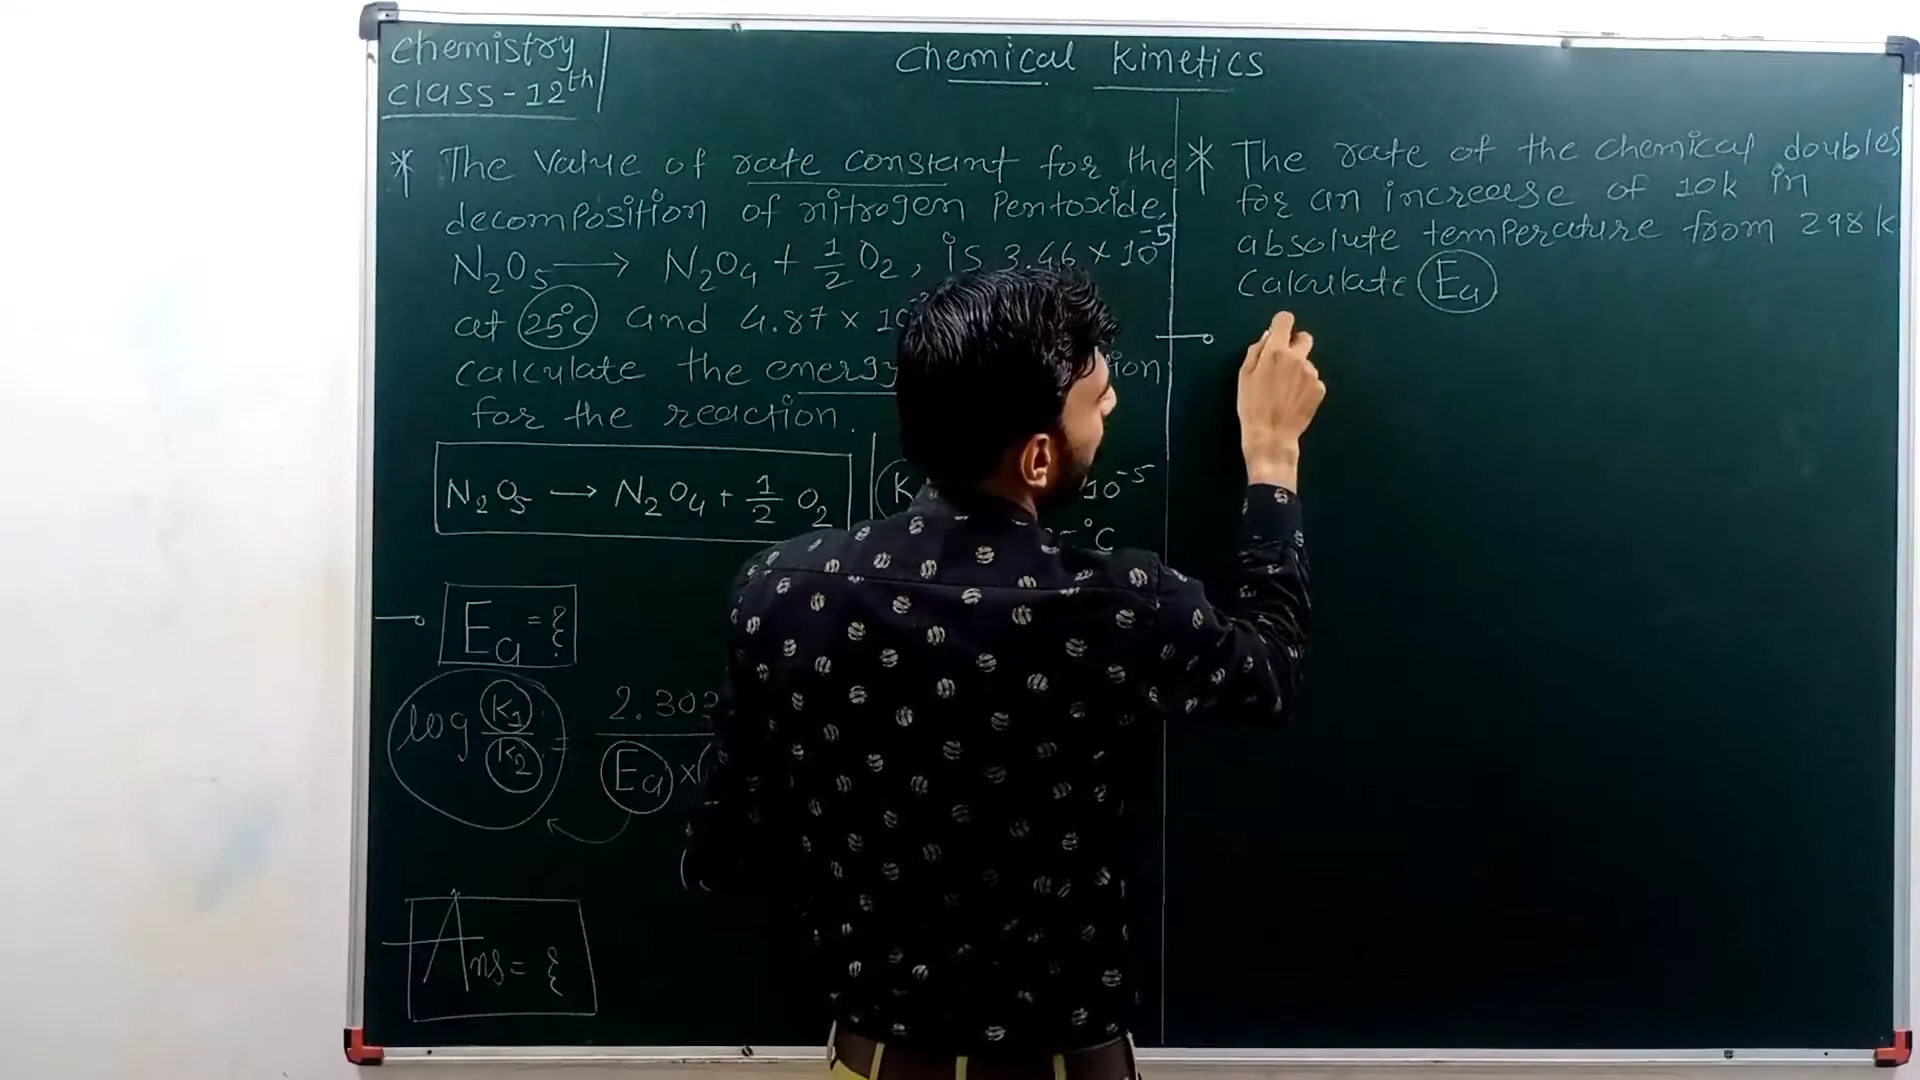 Chemistry
Class-12th
Chemical Kinetics
* The Value of rate constant for the
decomposition of nitrogen Pentoxide,
N₂O₅ → N₂O₄ + 1/2 O₂, is 3.46 × 10⁻⁵
at 25°C and 4.87 × 10
calculate the energy
for the reaction.
N₂O₅ → N₂O₄ + 1/2 O₂
K
10⁻⁵
°C
Ea = ?
log K₁/K₂ = 2.303
Ea ×
Ans = ?
* The rate of the chemical doubles
for an increase of 10K in
absolute temperature from 298K
Calculate Ea